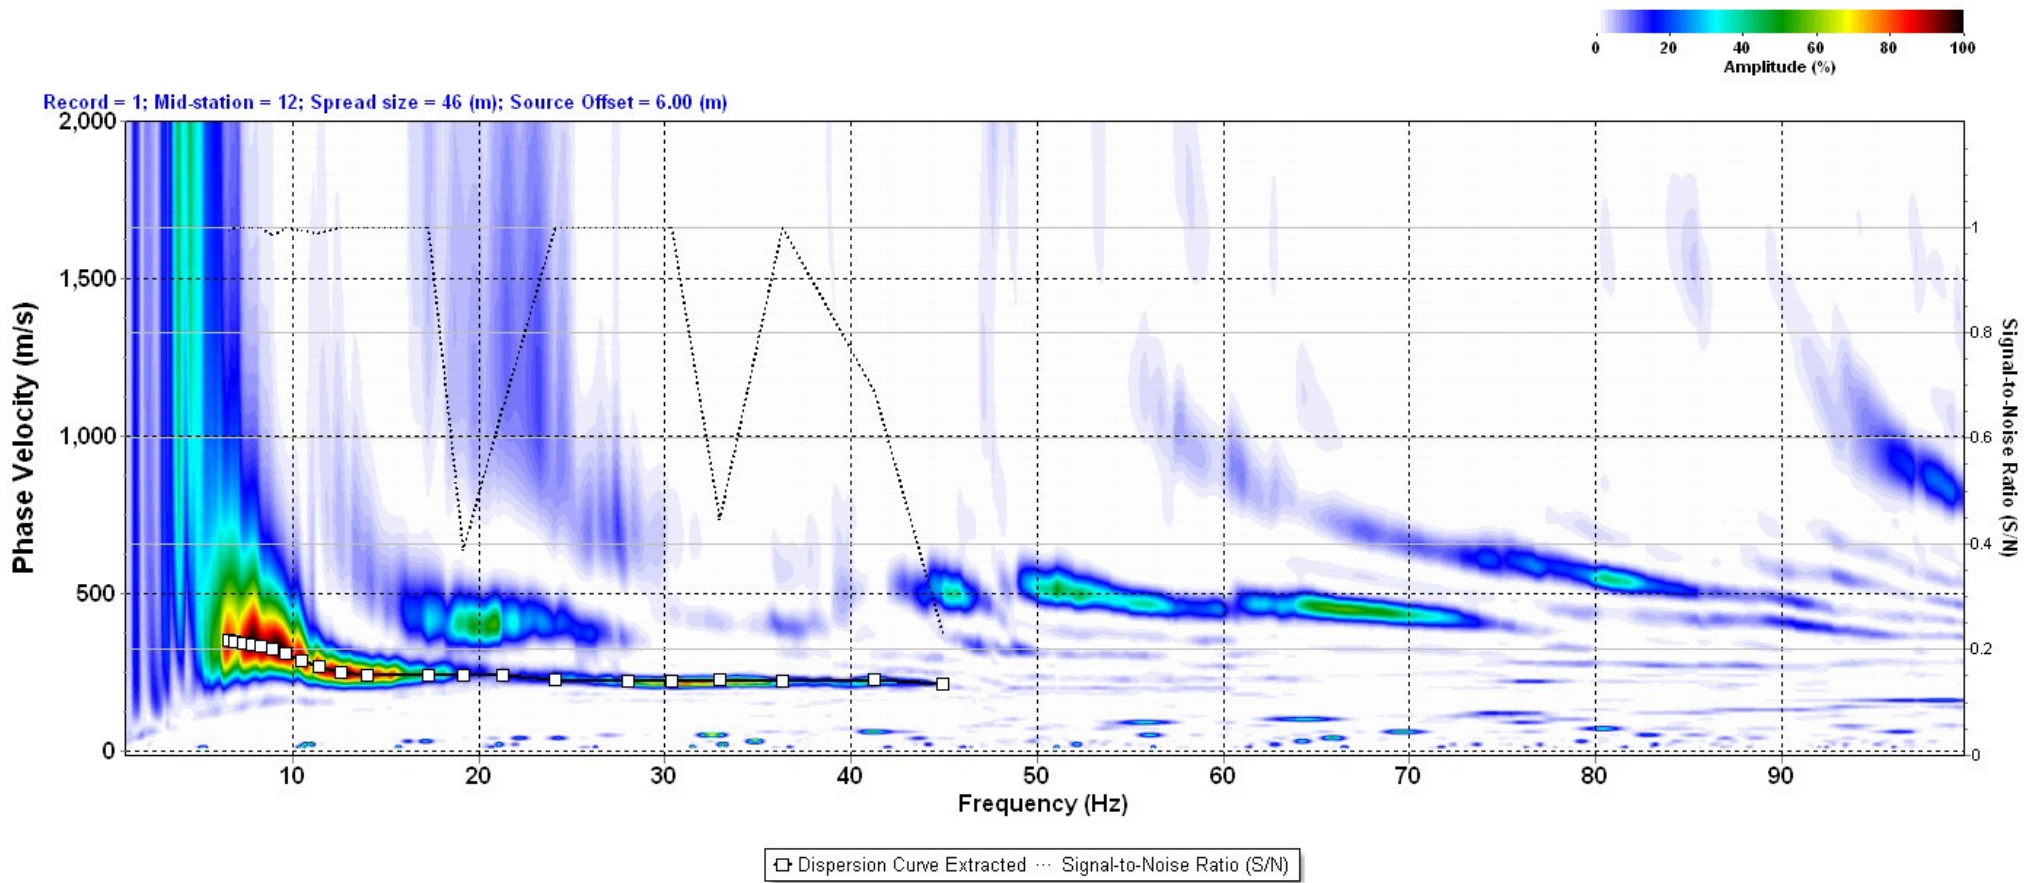 0 20 40 60 80 100
Amplitude (%)
Record = 1; Mid-station = 12; Spread size = 46 (m); Source Offset = 6.00 (m)
Phase Velocity (m/s)
2,000
1,500
1,000
500
0
1
0.8
0.6
0.4
0.2
0
Signal-to-Noise Ratio (S/N)
10 20 30 40 50 60 70 80 90
Frequency (Hz)
Dispersion Curve Extracted Signal-to-Noise Ratio (S/N)